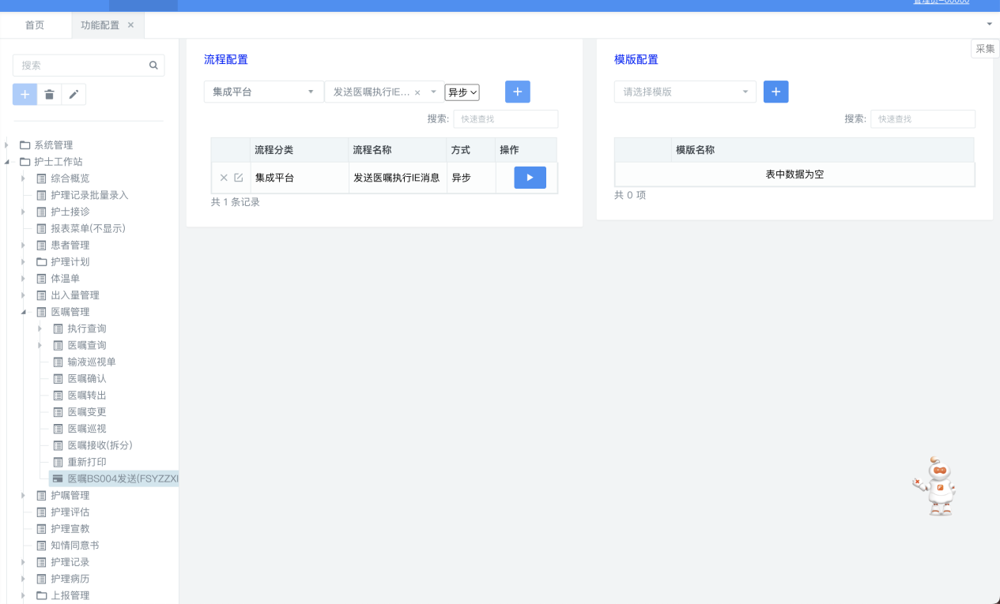 管理员-00000
首页
功能配置 ×
采集
搜索
系统管理
护士工作站
综合概览
护理记录批量录入
护士接诊
报表菜单(不显示)
患者管理
护理计划
体温单
出入量管理
医嘱管理
执行查询
医嘱查询
输液巡视单
医嘱确认
医嘱转出
医嘱变更
医嘱巡视
医嘱接收(拆分)
重新打印
医嘱BS004发送(FSYZZXI
护嘱管理
护理评估
护理宣教
知情同意书
护理记录
护理病历
上报管理
流程配置
集成平台 发送医嘱执行IE... × 异步
搜索: 快速查找
流程分类 流程名称 方式 操作
集成平台 发送医嘱执行IE消息 异步
共 1 条记录
模版配置
请选择模版
搜索: 快速查找
模版名称
表中数据为空
共 0 项